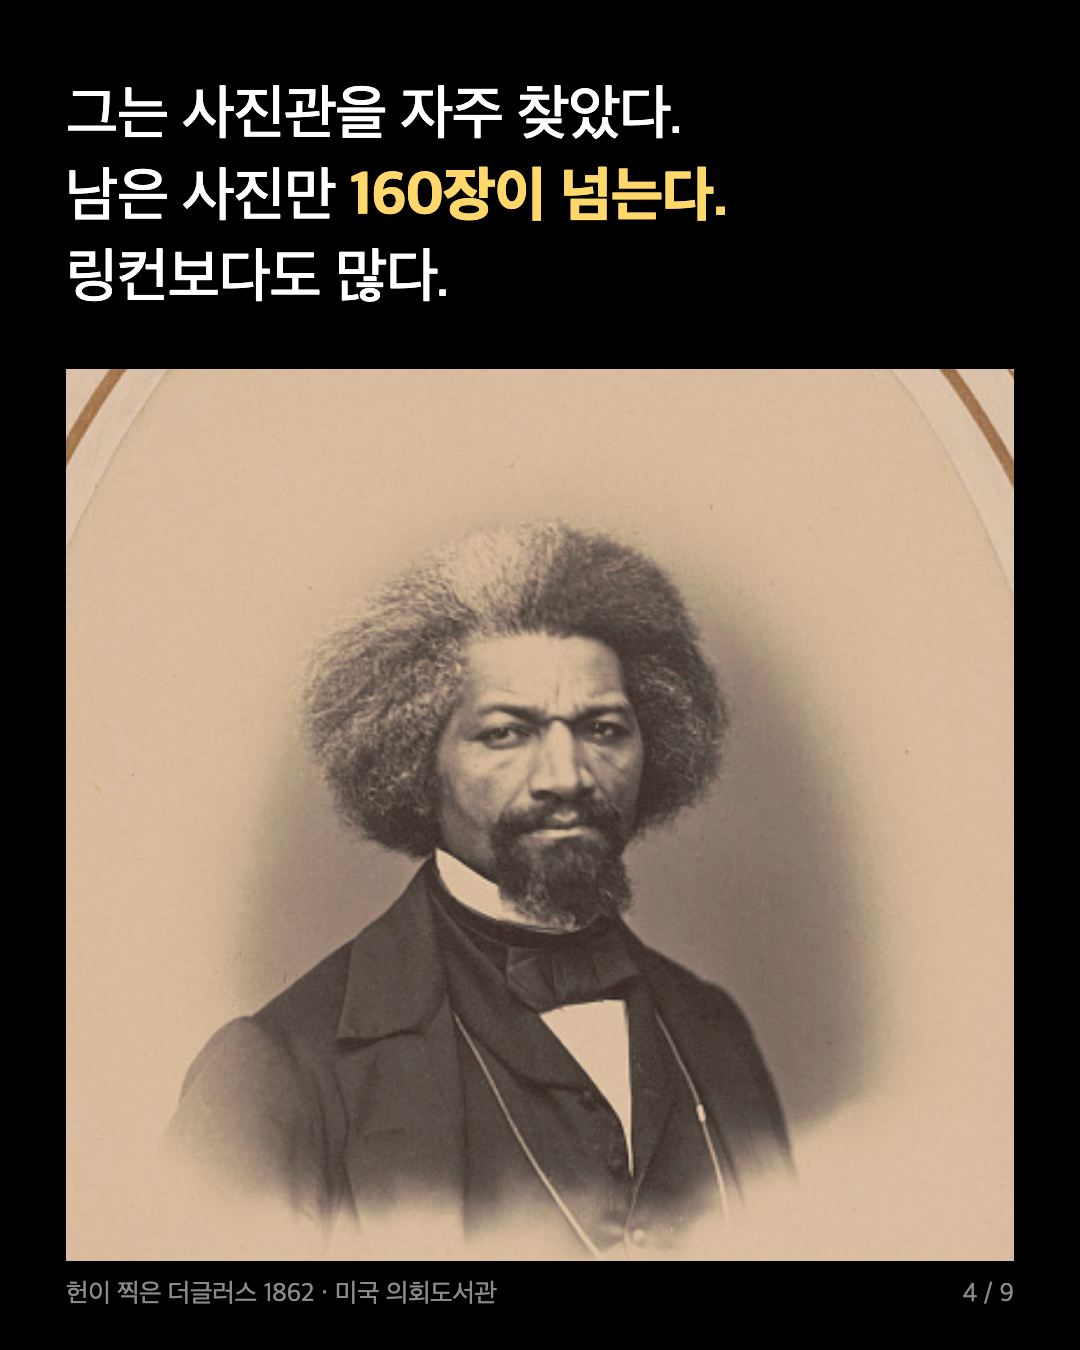 그는 사진관을 자주 찾았다.
남은 사진만 160장이 넘는다.
링컨보다도 많다.
헌이 찍은 더글러스 1862 · 미국 의회도서관
4 / 9